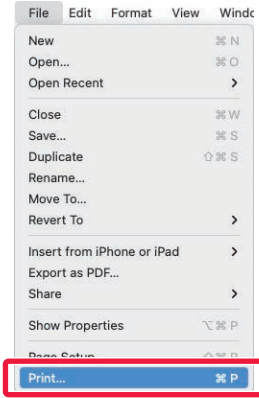 File Edit Format View Windo
New ⌘ N
Open... ⌘ O
Open Recent >
Close ⌘ W
Save... ⌘ S
Duplicate ⇧ ⌘ S
Rename...
Move To...
Revert To >
Insert from iPhone or iPad >
Export as PDF...
Share >
Show Properties ⌥ ⌘ P
Page Setup ⇧ ⌘ P
Print... ⌘ P